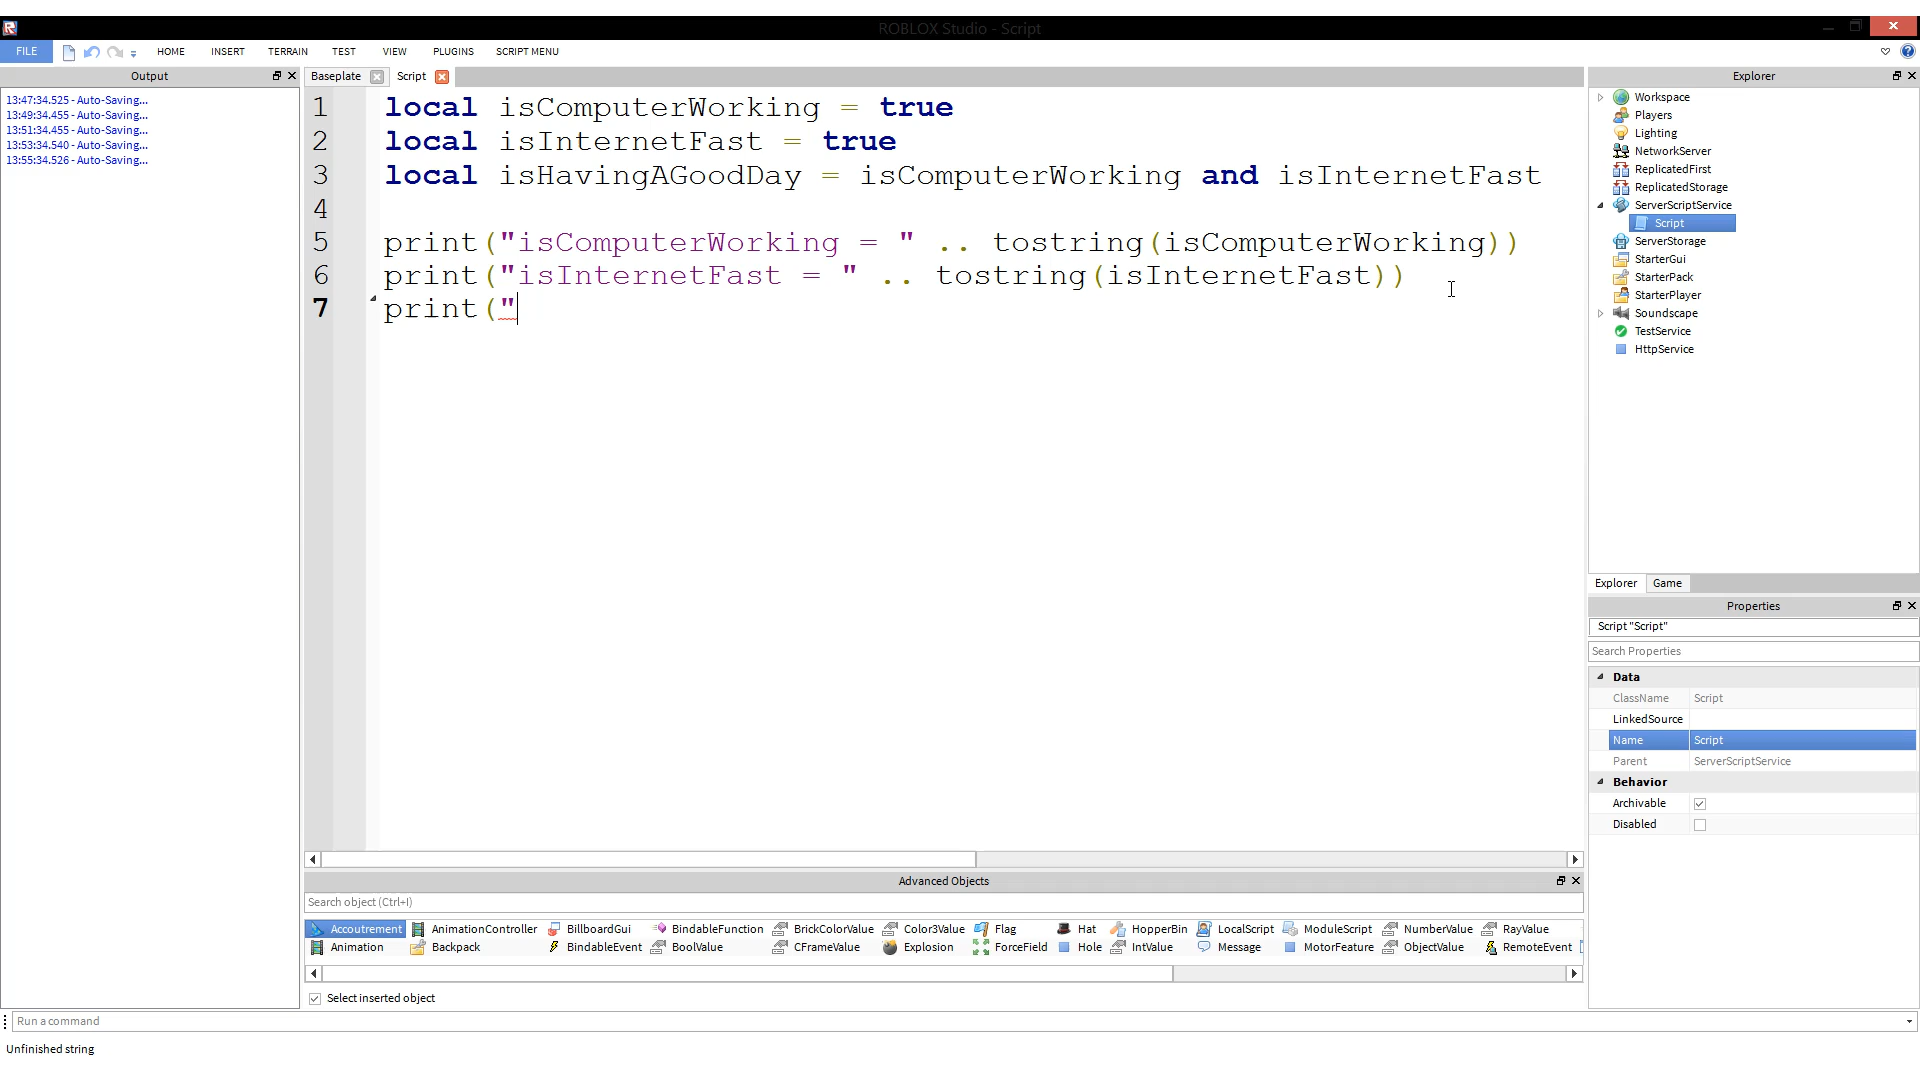 ROBLOX Studio - Script
FILE HOME INSERT TERRAIN TEST VIEW PLUGINS SCRIPT MENU
Output
13:47:34.525 - Auto-Saving...
13:49:34.455 - Auto-Saving...
13:51:34.455 - Auto-Saving...
13:53:34.540 - Auto-Saving...
13:55:34.526 - Auto-Saving...
Baseplate Script
1 local isComputerWorking = true
2 local isInternetFast = true
3 local isHavingAGoodDay = isComputerWorking and isInternetFast
4
5 print("isComputerWorking = " .. tostring(isComputerWorking))
6 print("isInternetFast = " .. tostring(isInternetFast))
7 print("
Explorer
Workspace
Players
Lighting
NetworkServer
ReplicatedFirst
ReplicatedStorage
ServerScriptService
Script
ServerStorage
StarterGui
StarterPack
StarterPlayer
Soundscape
TestService
HttpService
Explorer Game
Properties
Script "Script"
Search Properties
Data
ClassName Script
LinkedSource
Name Script
Parent ServerScriptService
Behavior
Archivable
Disabled
Advanced Objects
Search object (Ctrl+I)
Accoutrement AnimationController BillboardGui BindableFunction BrickColorValue Color3Value Flag Hat HopperBin LocalScript ModuleScript NumberValue RayValue
Animation Backpack BindableEvent BoolValue CFrameValue Explosion ForceField Hole IntValue Message MotorFeature ObjectValue RemoteEvent
Select inserted object
Run a command
Unfinished string